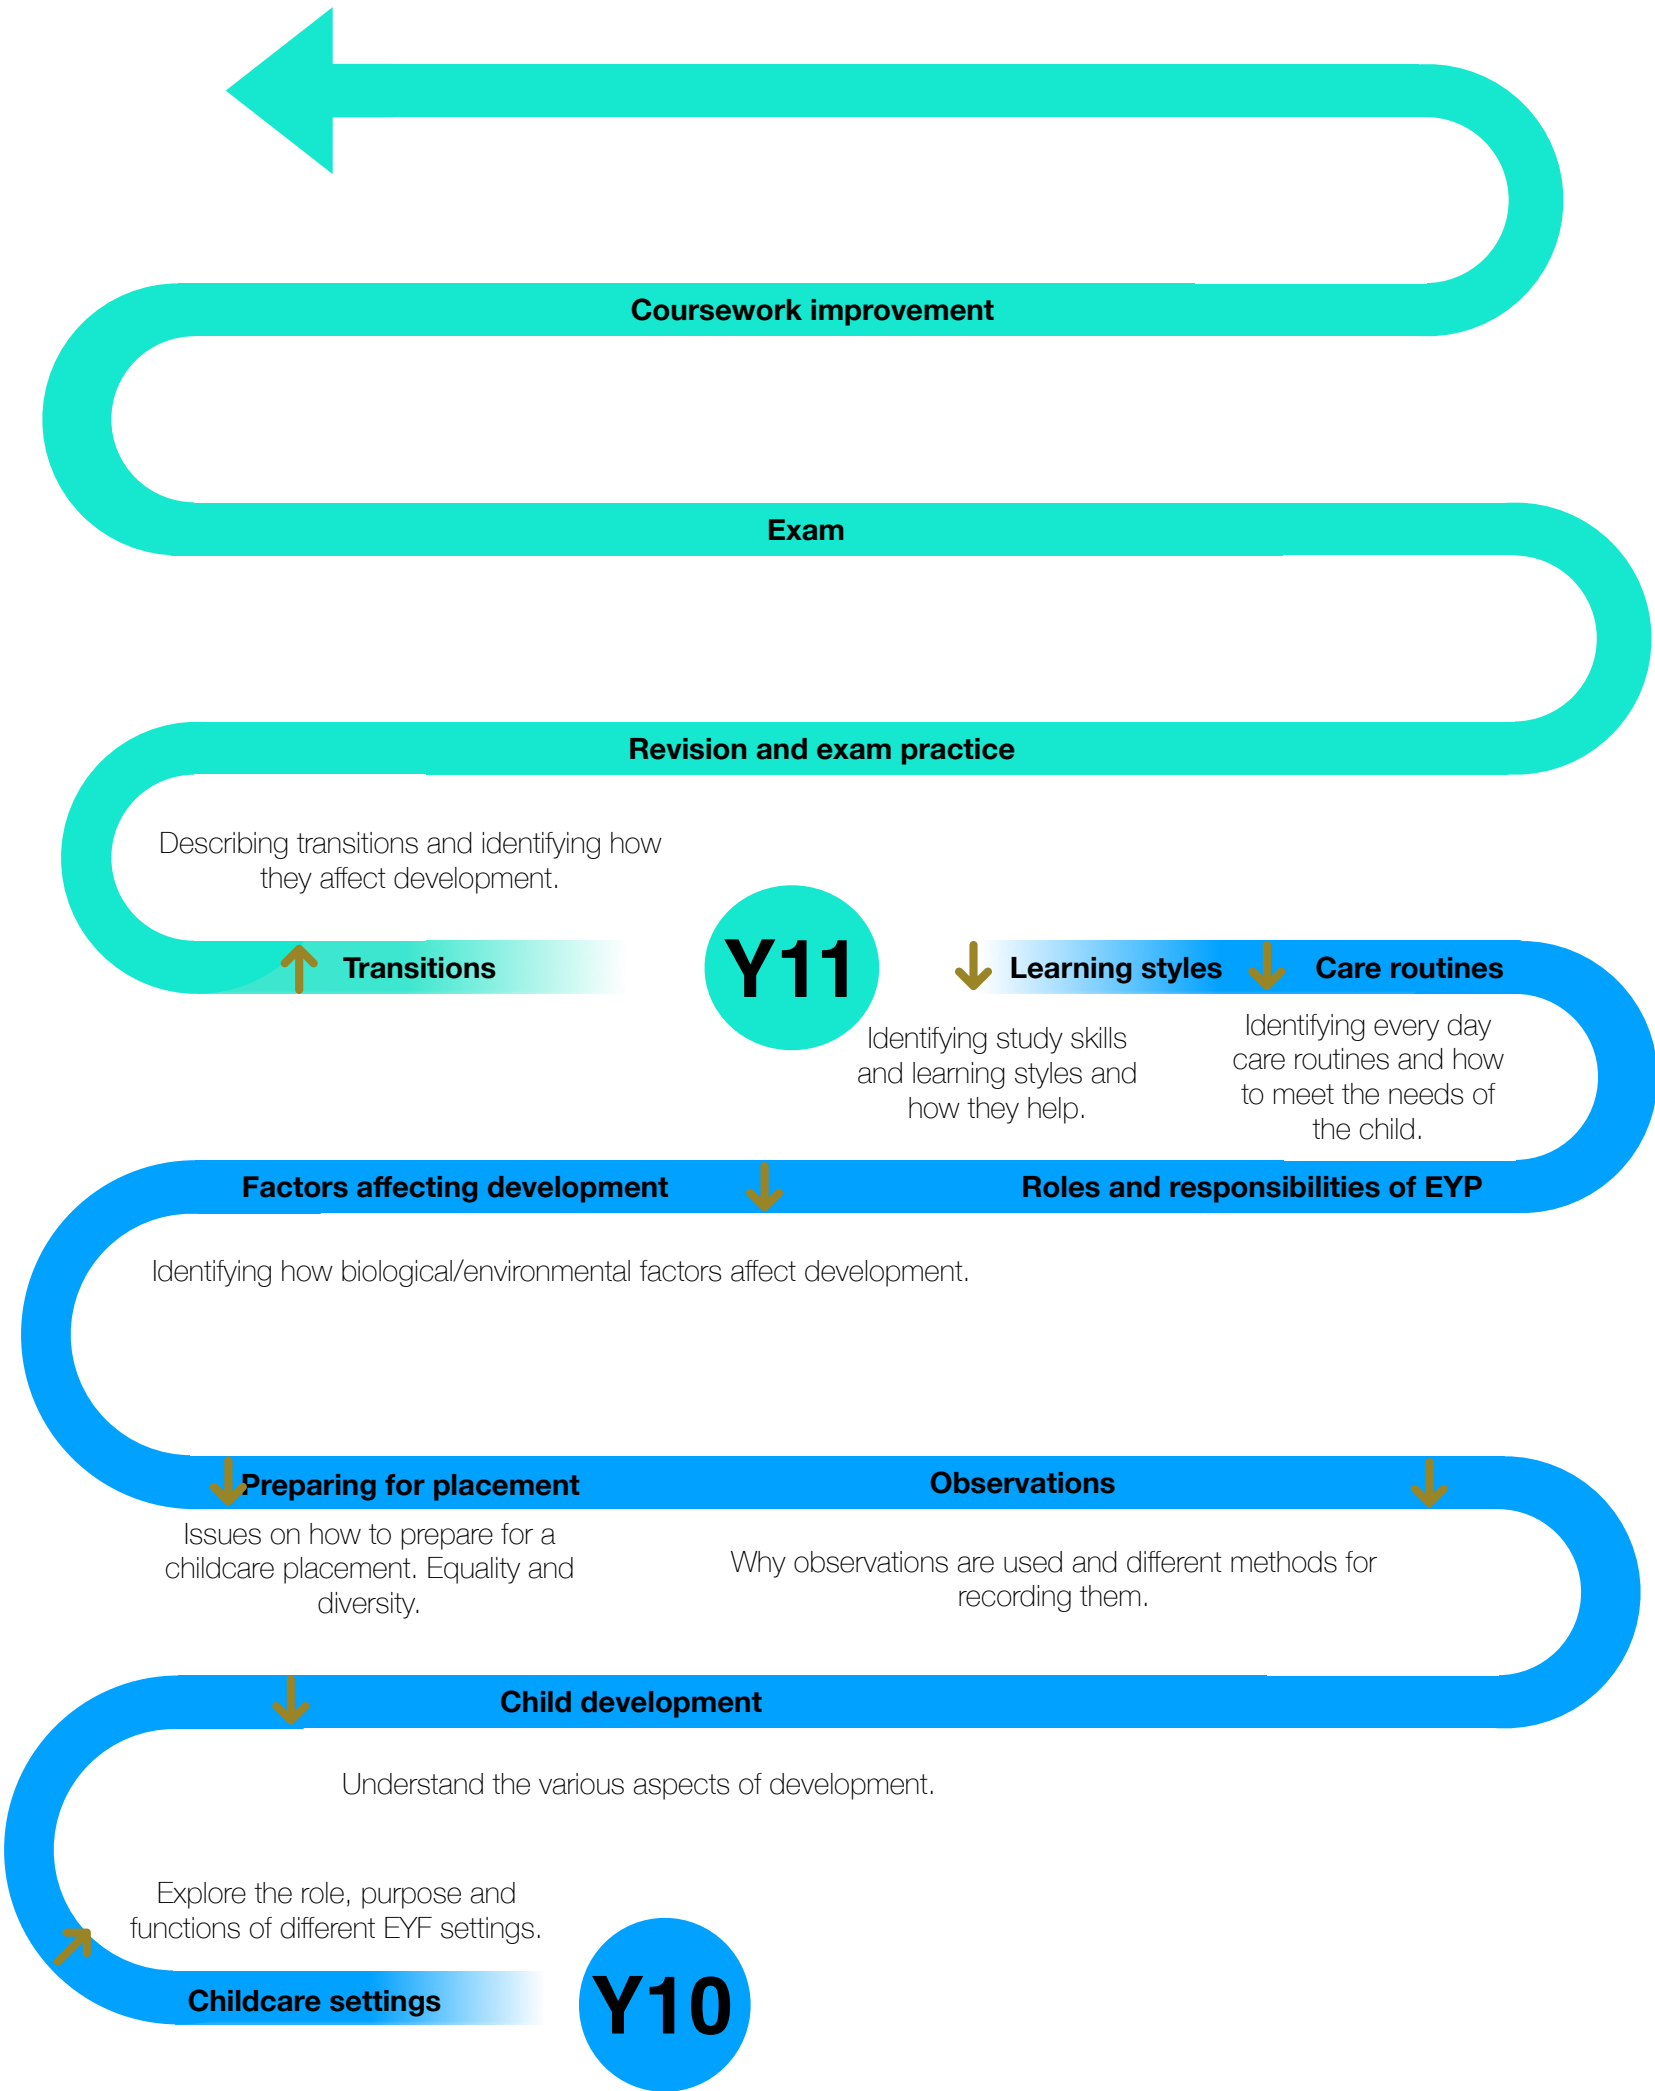 Coursework improvement
Exam
Revision and exam practice
Describing transitions and identifying how
they affect development.
Transitions
Y11
Learning styles
Care routines
Identifying study skills
and learning styles and
how they help.
Identifying every day
care routines and how
to meet the needs of
the child.
Factors affecting development
Roles and responsibilities of EYP
Identifying how biological/environmental factors affect development.
Preparing for placement
Observations
Issues on how to prepare for a
childcare placement. Equality and
diversity.
Why observations are used and different methods for
recording them.
Child development
Understand the various aspects of development.
Explore the role, purpose and
functions of different EYF settings.
Childcare settings
Y10